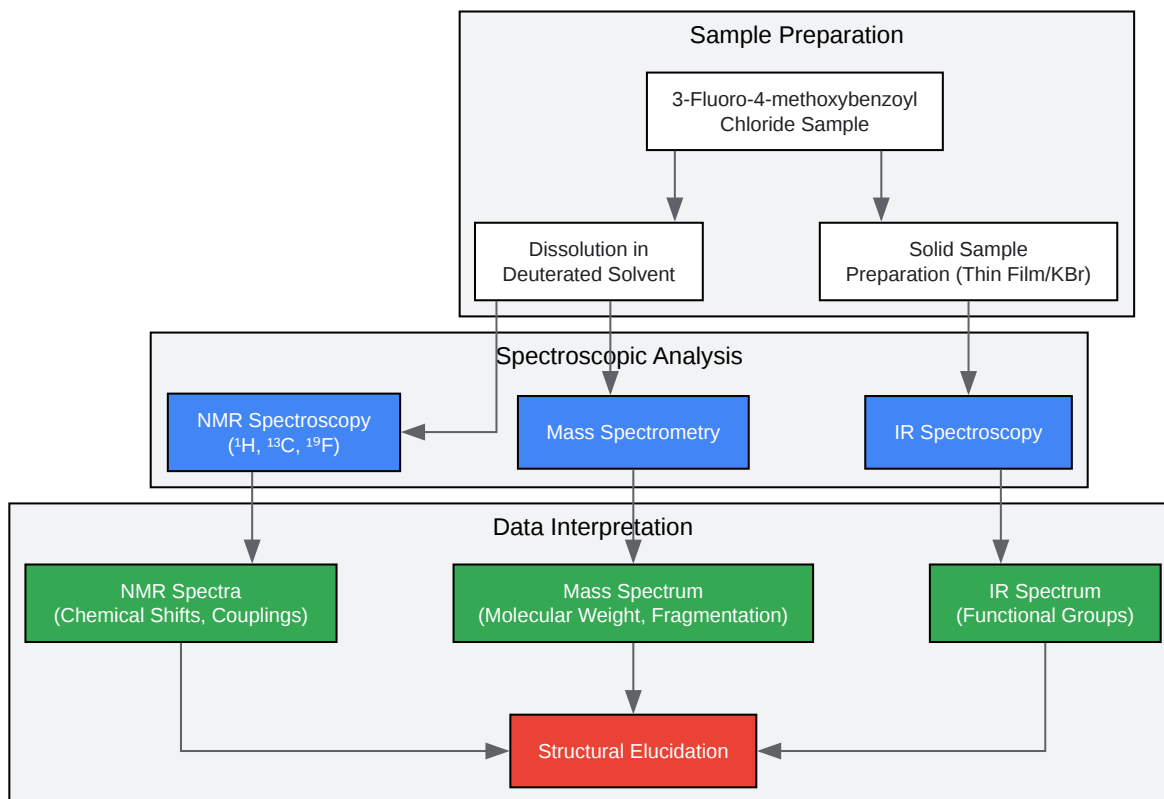 Sample Preparation
3-Fluoro-4-methoxybenzoyl
Chloride Sample
Dissolution in
Deuterated Solvent
Solid Sample
Preparation (Thin Film/KBr)
Spectroscopic Analysis
NMR Spectroscopy
(¹H, ¹³C, ¹⁹F)
Mass Spectrometry
IR Spectroscopy
Data Interpretation
NMR Spectra
(Chemical Shifts, Couplings)
Mass Spectrum
(Molecular Weight, Fragmentation)
IR Spectrum
(Functional Groups)
Structural Elucidation